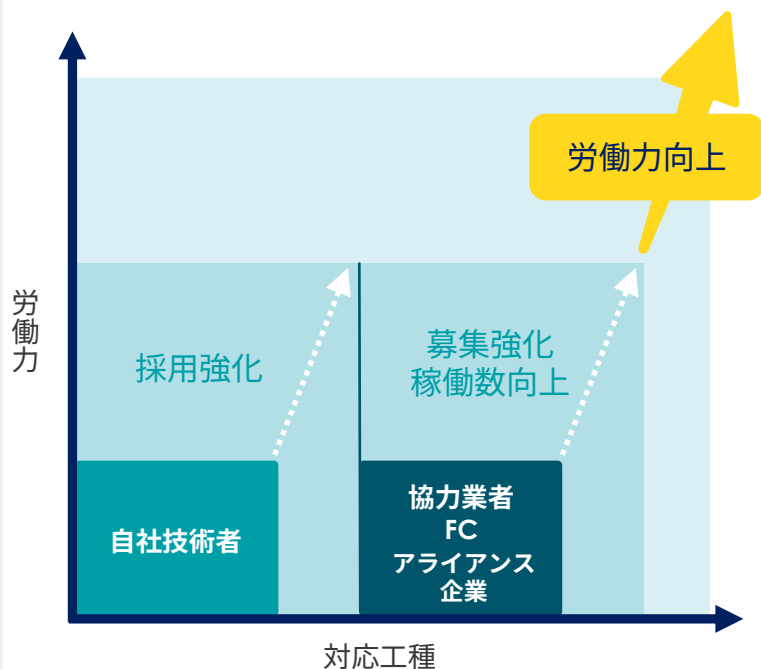 労働力向上
労働力
採用強化
募集強化
稼働数向上
自社技術者
協力業者
FC
アライアンス
企業
対応工種